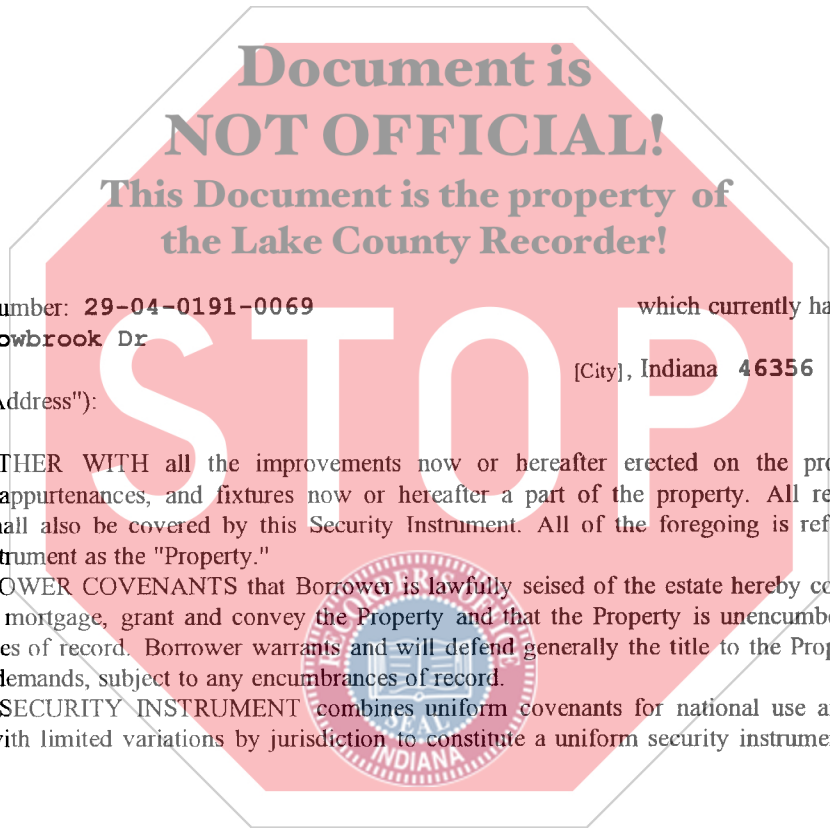 Document is
NOT OFFICIAL!
This Document is the property of
the Lake County Recorder!
umber: 29-04-0191-0069 which currently ha
owbrook Dr
[City], Indiana 46356
Address"):
STOP
THER WITH all the improvements now or hereafter erected on the pro
appurtenances, and fixtures now or hereafter a part of the property. All re
all also be covered by this Security Instrument. All of the foregoing is ref
trument as the "Property."
OWER COVENANTS that Borrower is lawfully seised of the estate hereby co
mortgage, grant and convey the Property and that the Property is unencumbe
es of record. Borrower warrants and will defend generally the title to the Prop
demands, subject to any encumbrances of record.
SECURITY INSTRUMENT combines uniform covenants for national use a
with limited variations by jurisdiction to constitute a uniform security instrume
RECORDER'S OFFICE
SEAL
INDIANA